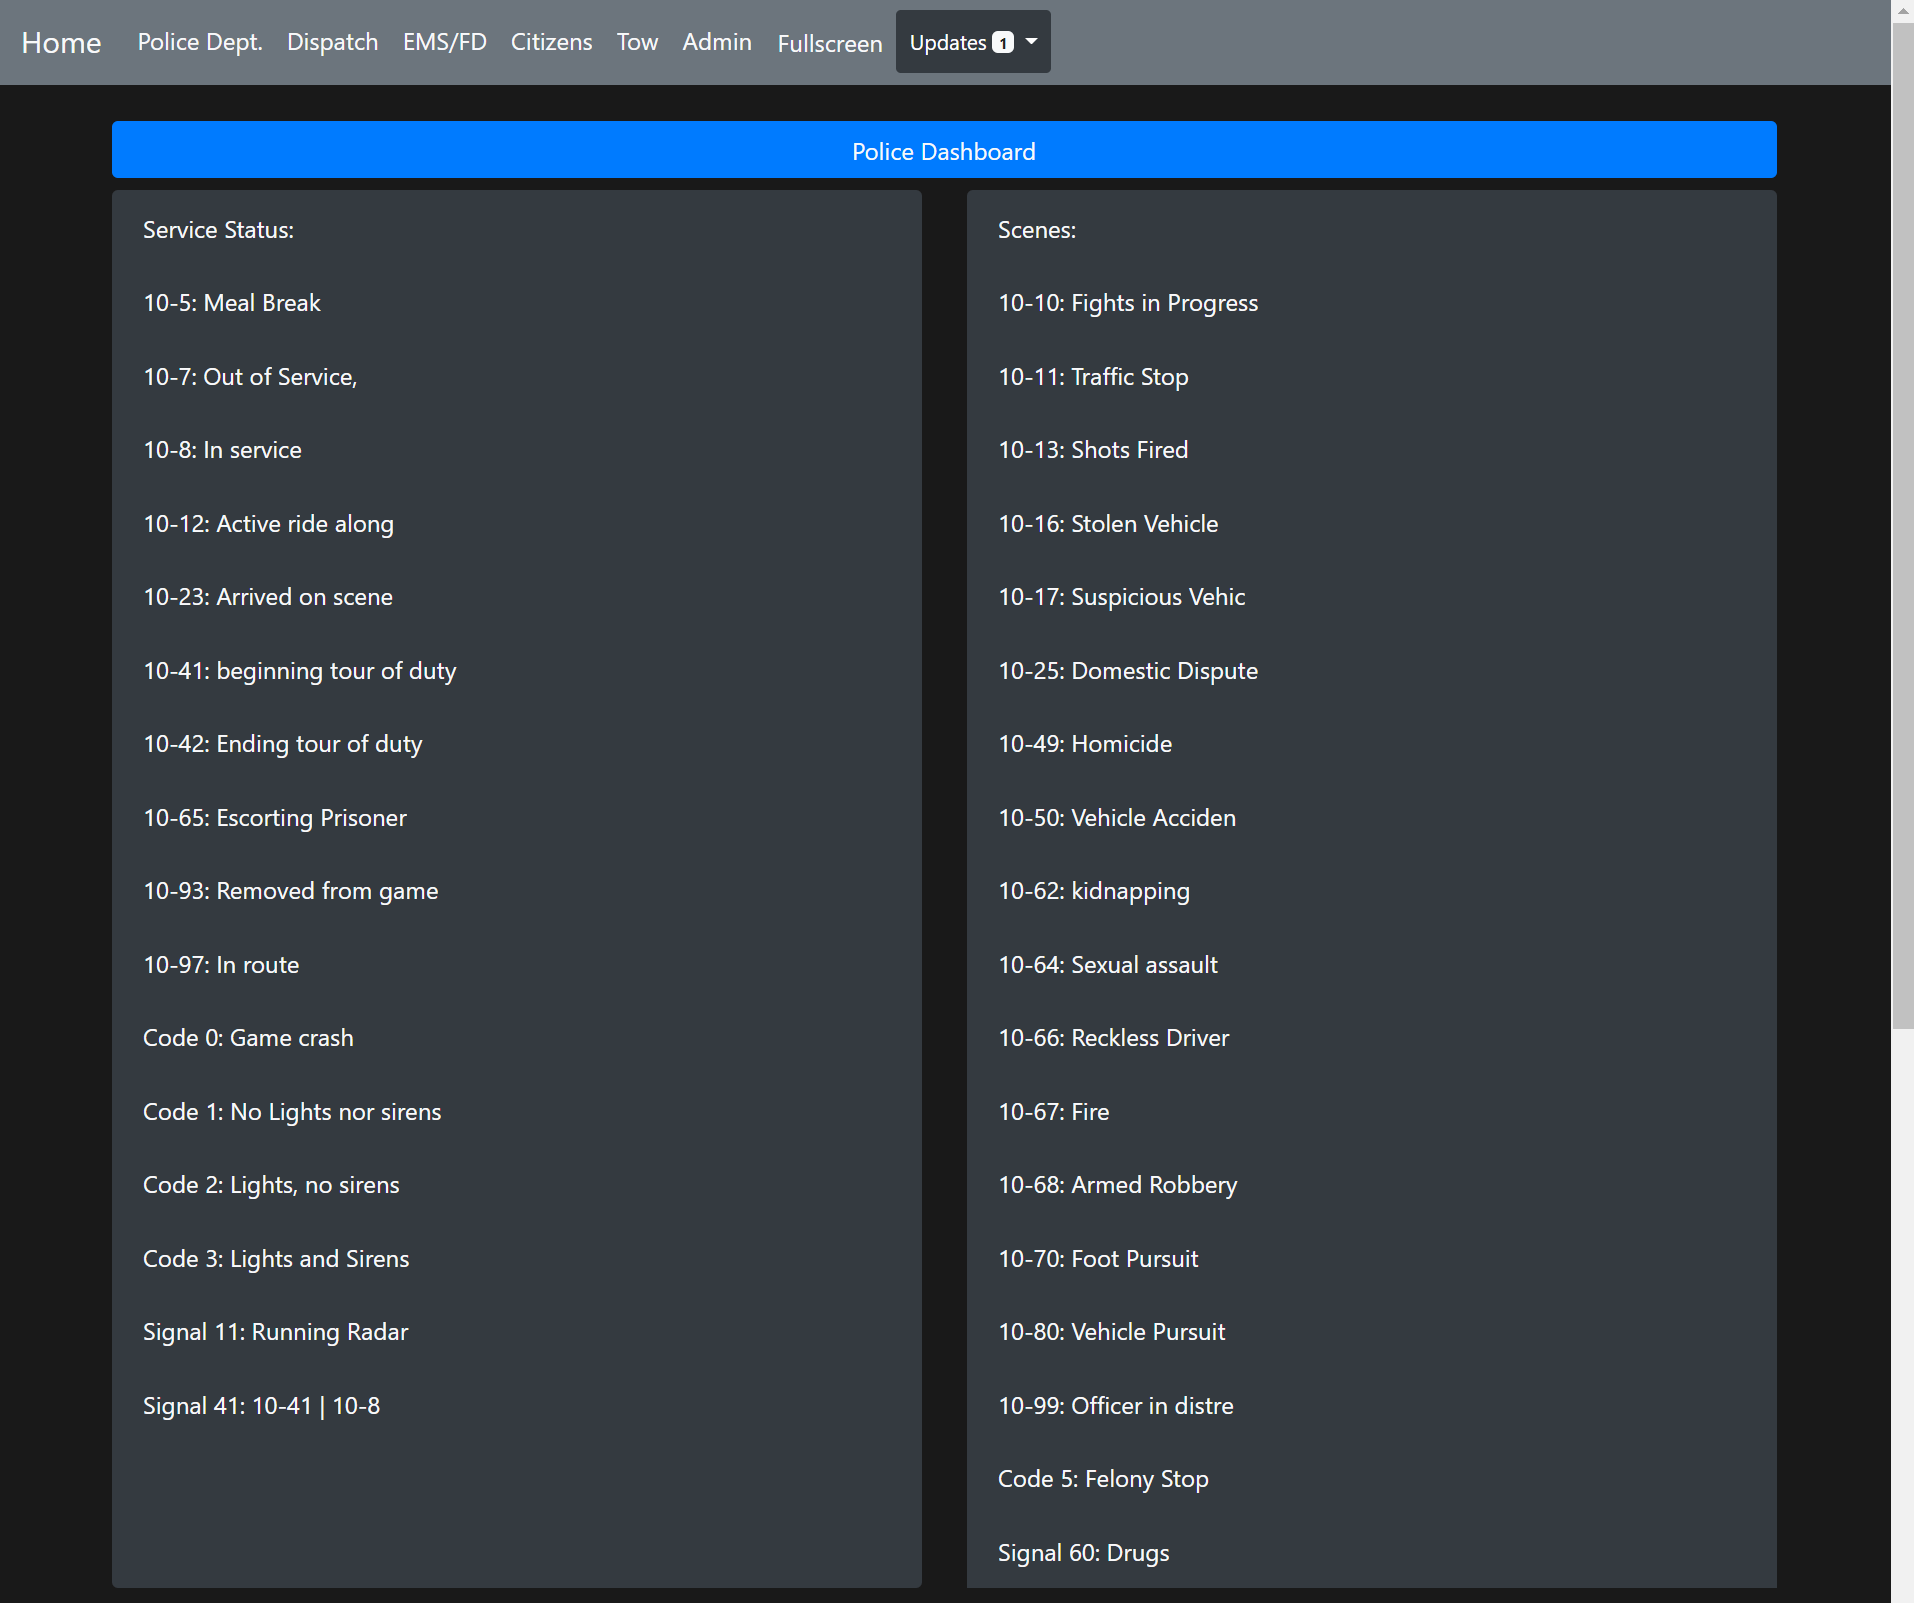 Home Police Dept. Dispatch EMS/FD Citizens Tow Admin Fullscreen Updates 1
Police Dashboard
Service Status:
10-5: Meal Break
10-7: Out of Service,
10-8: In service
10-12: Active ride along
10-23: Arrived on scene
10-41: beginning tour of duty
10-42: Ending tour of duty
10-65: Escorting Prisoner
10-93: Removed from game
10-97: In route
Code 0: Game crash
Code 1: No Lights nor sirens
Code 2: Lights, no sirens
Code 3: Lights and Sirens
Signal 11: Running Radar
Signal 41: 10-41 | 10-8
Scenes:
10-10: Fights in Progress
10-11: Traffic Stop
10-13: Shots Fired
10-16: Stolen Vehicle
10-17: Suspicious Vehic
10-25: Domestic Dispute
10-49: Homicide
10-50: Vehicle Acciden
10-62: kidnapping
10-64: Sexual assault
10-66: Reckless Driver
10-67: Fire
10-68: Armed Robbery
10-70: Foot Pursuit
10-80: Vehicle Pursuit
10-99: Officer in distre
Code 5: Felony Stop
Signal 60: Drugs